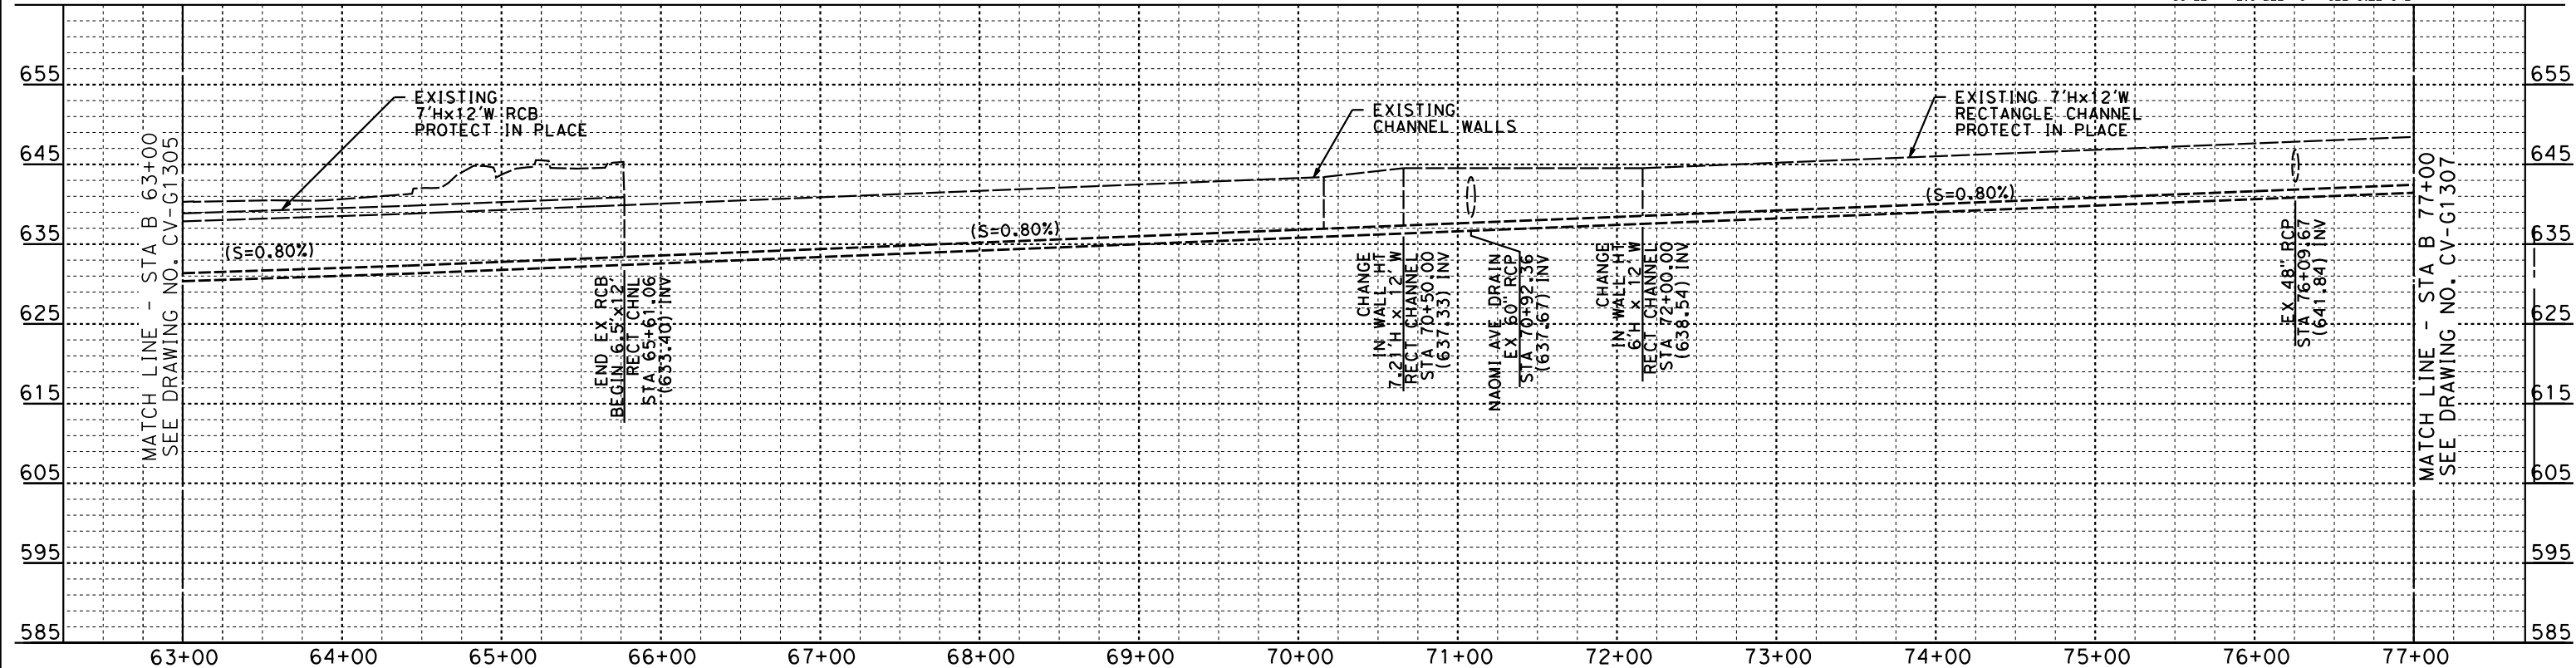 655
645
635
625
615
605
595
585
MATCH LINE - STA B 63+00
SEE DRAWING NO. CV-G1305
EXISTING
7'Hx12'W RCB
PROTECT IN PLACE
(S=0.80%)
END EX RCB
BEGIN 6.5'x12'
RECT CHNL
STA 65+61.06
(633.40) INV
(S=0.80%)
EXISTING
CHANNEL WALLS
CHANGE
IN WALL HT
7.21'H x 12' W
RECT CHANNEL
STA 70+50.00
(637.33) INV
NAOMI AVE DRAIN
EX 60" RCP
STA 70+92.36
(637.67) INV
CHANGE
IN WALL HT
6'H x 12' W
RECT CHANNEL
STA 72+00.00
(638.54) INV
EXISTING 7'Hx12'W
RECTANGLE CHANNEL
PROTECT IN PLACE
(S=0.80%)
EX 48" RCP
STA 76+09.67
(641.84) INV
MATCH LINE - STA B 77+00
SEE DRAWING NO. CV-G1307
655
645
635
625
615
605
595
585
63+00 64+00 65+00 66+00 67+00 68+00 69+00 70+00 71+00 72+00 73+00 74+00 75+00 76+00 77+00